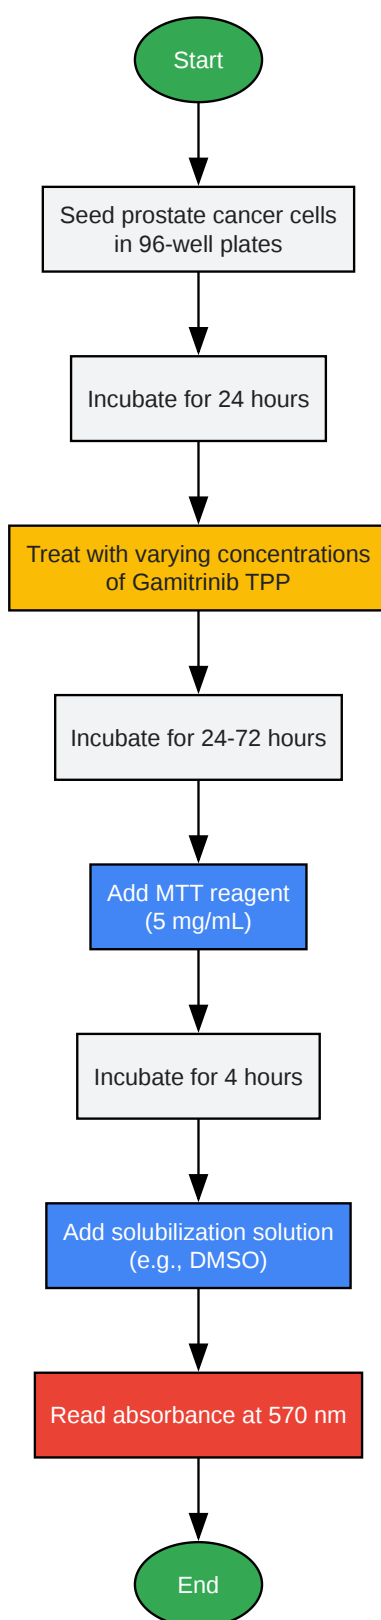 Start
Seed prostate cancer cells
in 96-well plates
Incubate for 24 hours
Treat with varying concentrations
of Gamitrinib TPP
Incubate for 24-72 hours
Add MTT reagent
(5 mg/mL)
Incubate for 4 hours
Add solubilization solution
(e.g., DMSO)
Read absorbance at 570 nm
End